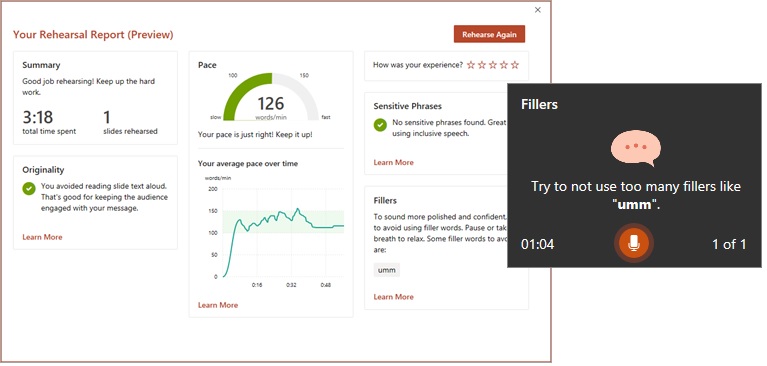 Your Rehearsal Report (Preview)
Rehearse Again
Summary
Good job rehearsing! Keep up the hard
work.
3:18
total time spent
1
slides rehearsed
Originality
You avoided reading slide text aloud.
That's good for keeping the audience
engaged with your message.
Learn More
Pace
100
150
126
words/min
slow
fast
Your pace is just right! Keep it up!
Your average pace over time
words/min
200
150
100
50
0
0:16
0:32
0:48
Learn More
How was your experience?
Sensitive Phrases
No sensitive phrases found. Great
using inclusive speech.
Learn More
Fillers
To sound more polished and confident,
to avoid using filler words. Pause or tak
breath to relax. Some filler words to avo
are:
umm
Learn More
Fillers
Try to not use too many fillers like
"umm".
01:04
1 of 1